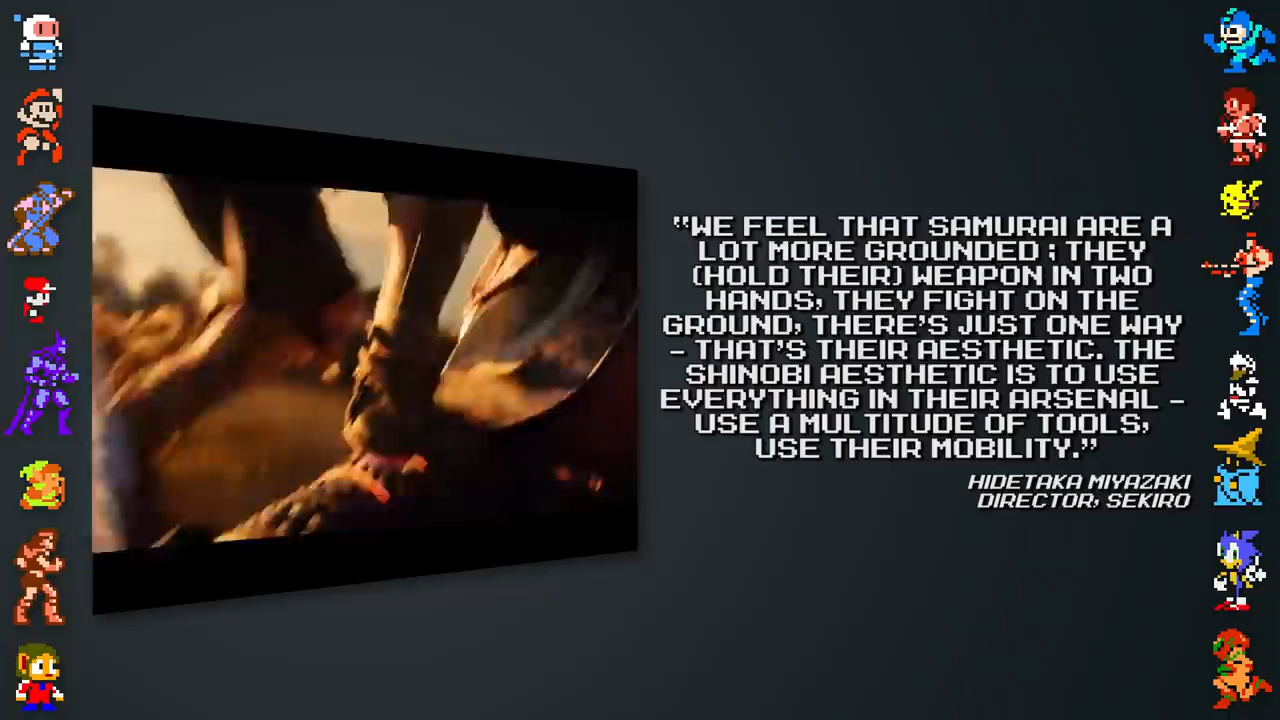 "WE FEEL THAT SAMURAI ARE A
LOT MORE GROUNDED ; THEY
(HOLD THEIR) WEAPON IN TWO
HANDS, THEY FIGHT ON THE
GROUND, THERE'S JUST ONE WAY
- THAT'S THEIR AESTHETIC. THE
SHINOBI AESTHETIC IS TO USE
EVERYTHING IN THEIR ARSENAL -
USE A MULTITUDE OF TOOLS,
USE THEIR MOBILITY."
HIDETAKA MIYAZAKI
DIRECTOR, SEKIRO